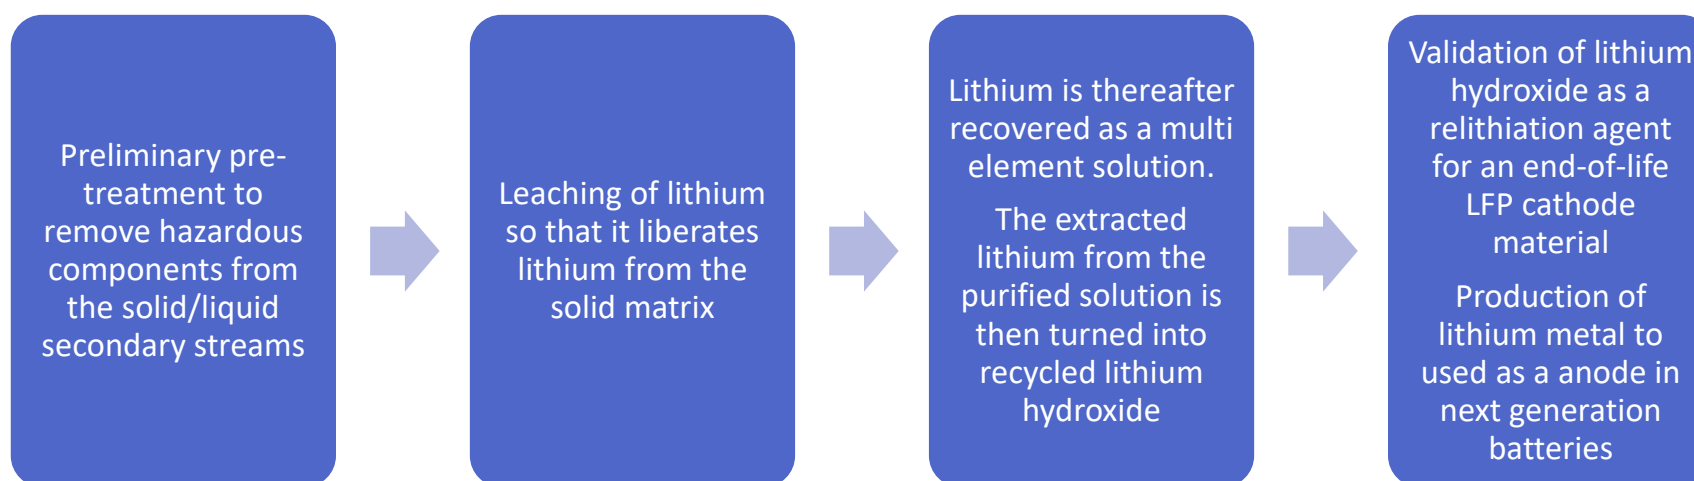 Preliminary pre-
treatment to
remove hazardous
components from
the solid/liquid
secondary streams
Leaching of lithium
so that it liberates
lithium from the
solid matrix
Lithium is thereafter
recovered as a multi
element solution.
The extracted
lithium from the
purified solution is
then turned into
recycled lithium
hydroxide
Validation of lithium
hydroxide as a
relithiation agent
for an end-of-life
LFP cathode
material
Production of
lithium metal to
used as a anode in
next generation
batteries